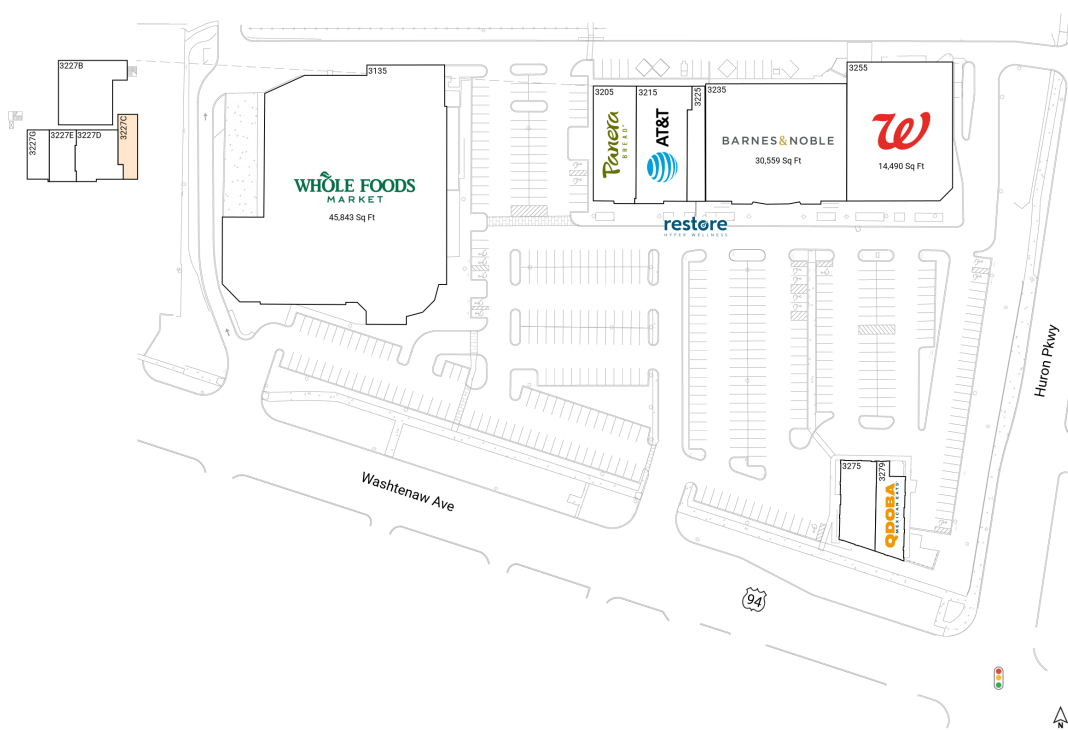 3227B
3227G
3227E
3227D
3227C
3135
WHOLE FOODS
MARKET
45,843 Sq Ft
3205
Panera
BREAD
3215
AT&T
3225
3235
BARNES&NOBLE
30,559 Sq Ft
3255
W
14,490 Sq Ft
restore
HYPER WELLNESS
Huron Pkwy
Washtenaw Ave
3275
3279
QDOBA
MEXICAN EATS
94
N